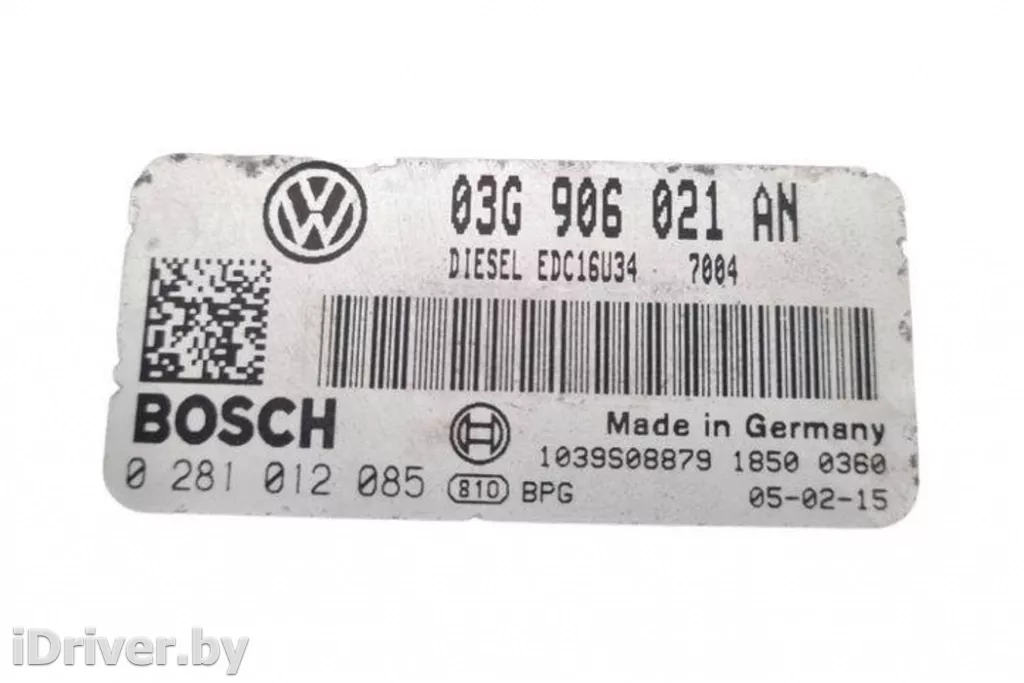 03G 906 021 AN
DIESEL EDC16U34 7004
BOSCH
Made in Germany
1039S08879 1850 0360
0 281 012 085 810 BPG 05-02-15
iDriver.by